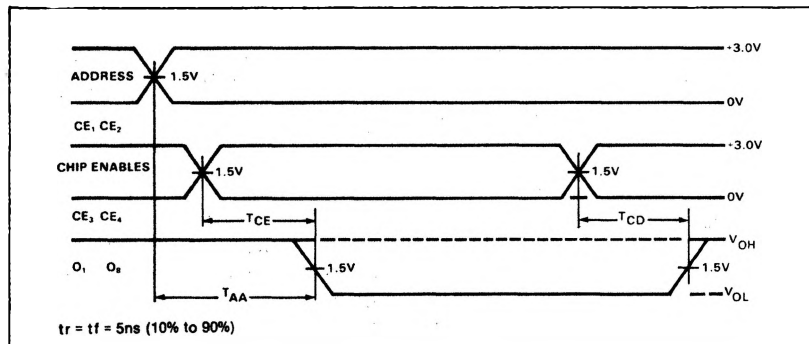 +3.0V
ADDRESS 1.5V
0V
CE1 CE2
+3.0V
CHIP ENABLES 1.5V 1.5V
0V
CE3 CE4
TCE TCD
VOH
O1 O8 1.5V 1.5V
TAA
VOL
tr = tf = 5ns (10% to 90%)